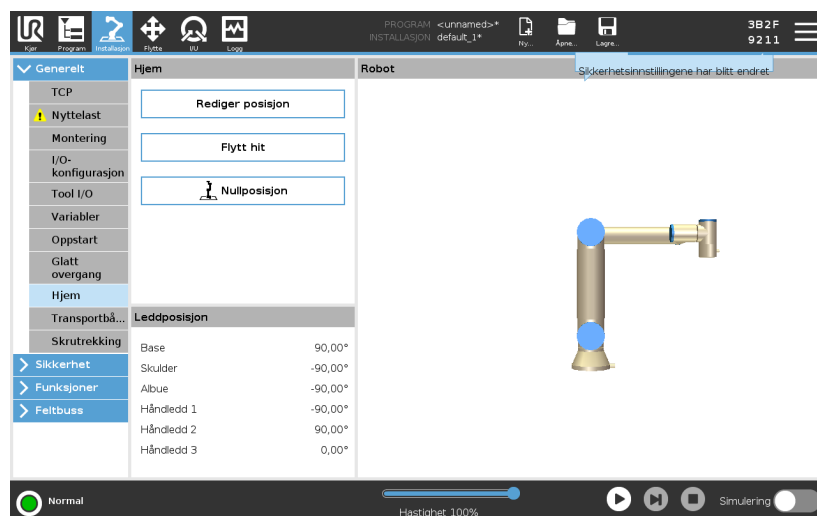 UR
PROGRAM <unnamed>*
INSTALLASJON default_1*
3B2F
9211
Kjør Program Installasjon Flytte I/U Logg Ny... Åpne... Lagre...
Generelt
TCP
Nyttelast
Montering
I/O-
konfigurasjon
Tool I/O
Variabler
Oppstart
Glatt
overgang
Hjem
Transportbå...
Skrutrekking
Sikkerhet
Funksjoner
Feltbuss
Hjem
Rediger posisjon
Flytt hit
Nullposisjon
Leddposisjon
Base 90,00°
Skulder -90,00°
Albue -90,00°
Håndledd 1 -90,00°
Håndledd 2 90,00°
Håndledd 3 0,00°
Robot
Sikkerhetsinnstillingene har blitt endret
Normal
Hastighet 100%
Simulering